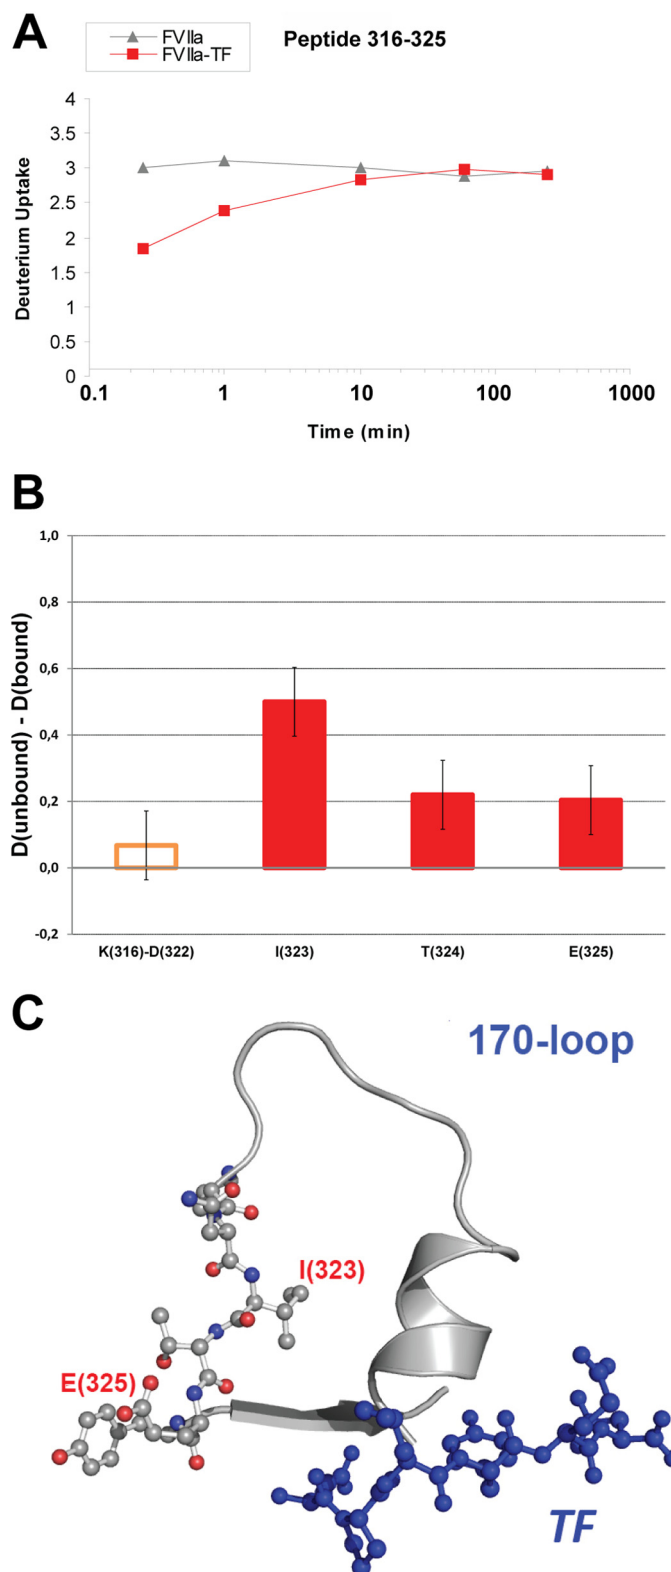 A
FVIIa
FVIIa-TF
Peptide 316-325
4
3.5
3
2.5
2
1.5
1
0.5
0
Deuterium Uptake
0.1 1 10 100 1000
Time (min)
B
1,0
0,8
0,6
0,4
0,2
0,0
-0,2
D(unbound) - D(bound)
K(316)-D(322) I(323) T(324) E(325)
C
170-loop
I(323)
E(325)
TF